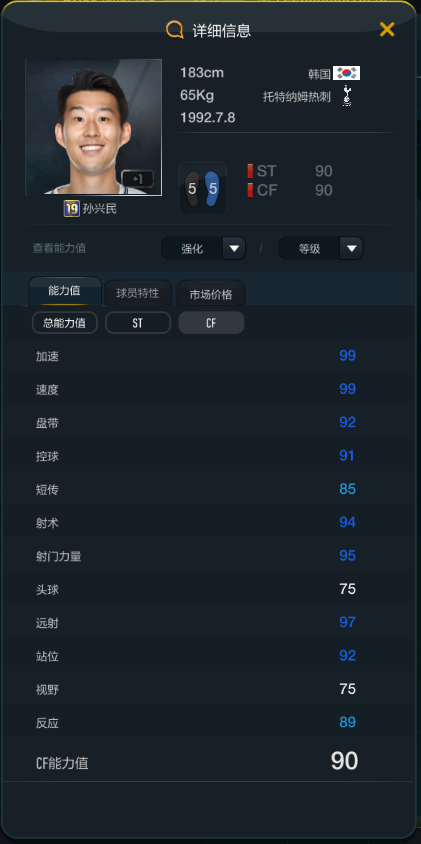 详细信息
183cm 韩国
65Kg 托特纳姆热刺
1992.7.8
+1
5 5
ST 90
CF 90
19 孙兴民
查看能力值 强化 / 等级
能力值 球员特性 市场价格
总能力值 ST CF
加速 99
速度 99
盘带 92
控球 91
短传 85
射术 94
射门力量 95
头球 75
远射 97
站位 92
视野 75
反应 89
CF能力值 90